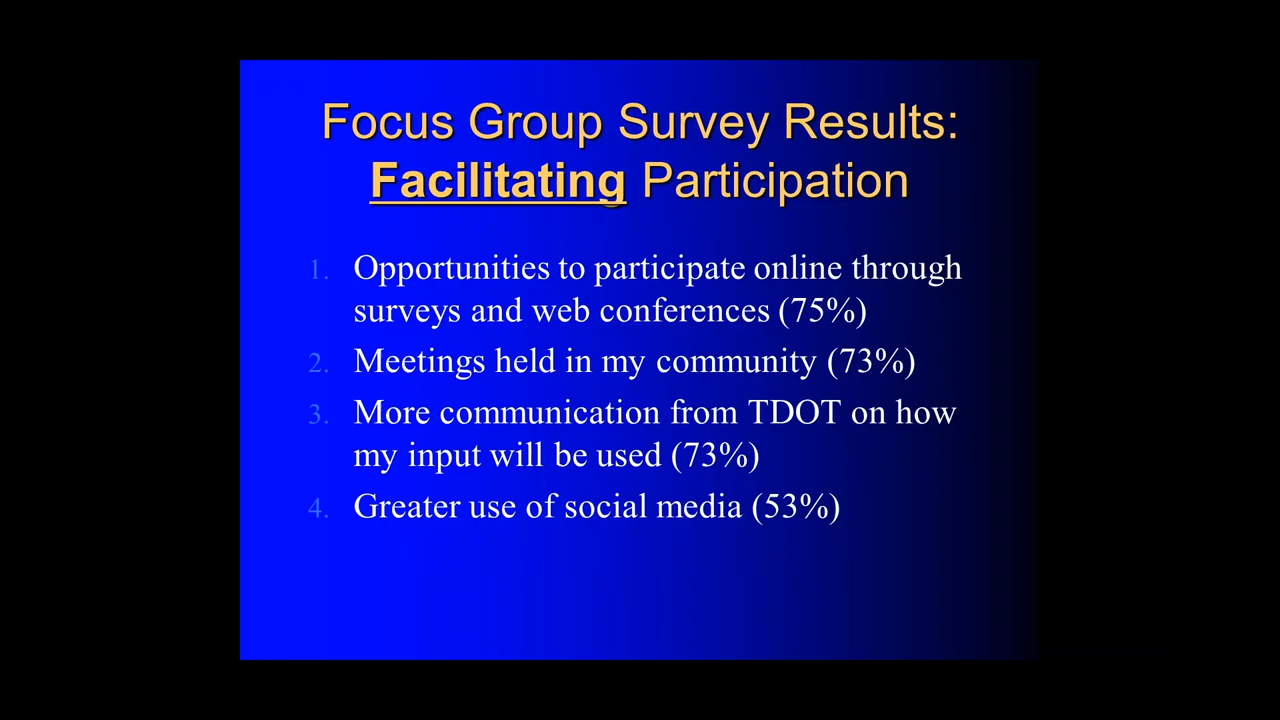 Focus Group Survey Results:
Facilitating Participation
1. Opportunities to participate online through
surveys and web conferences (75%)
2. Meetings held in my community (73%)
3. More communication from TDOT on how
my input will be used (73%)
4. Greater use of social media (53%)